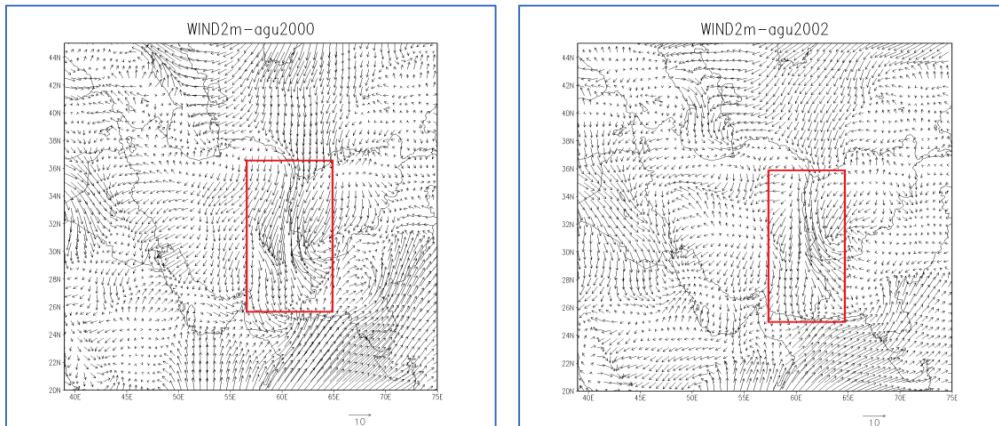 WIND2m-agu2000
44N
42N
40N
38N
36N
34N
32N
30N
28N
26N
24N
22N
20N
40E 45E 50E 55E 60E 65E 70E 75E
10
WIND2m-agu2002
44N
42N
40N
38N
36N
34N
32N
30N
28N
26N
24N
22N
20N
40E 45E 50E 55E 60E 65E 70E 75E
10